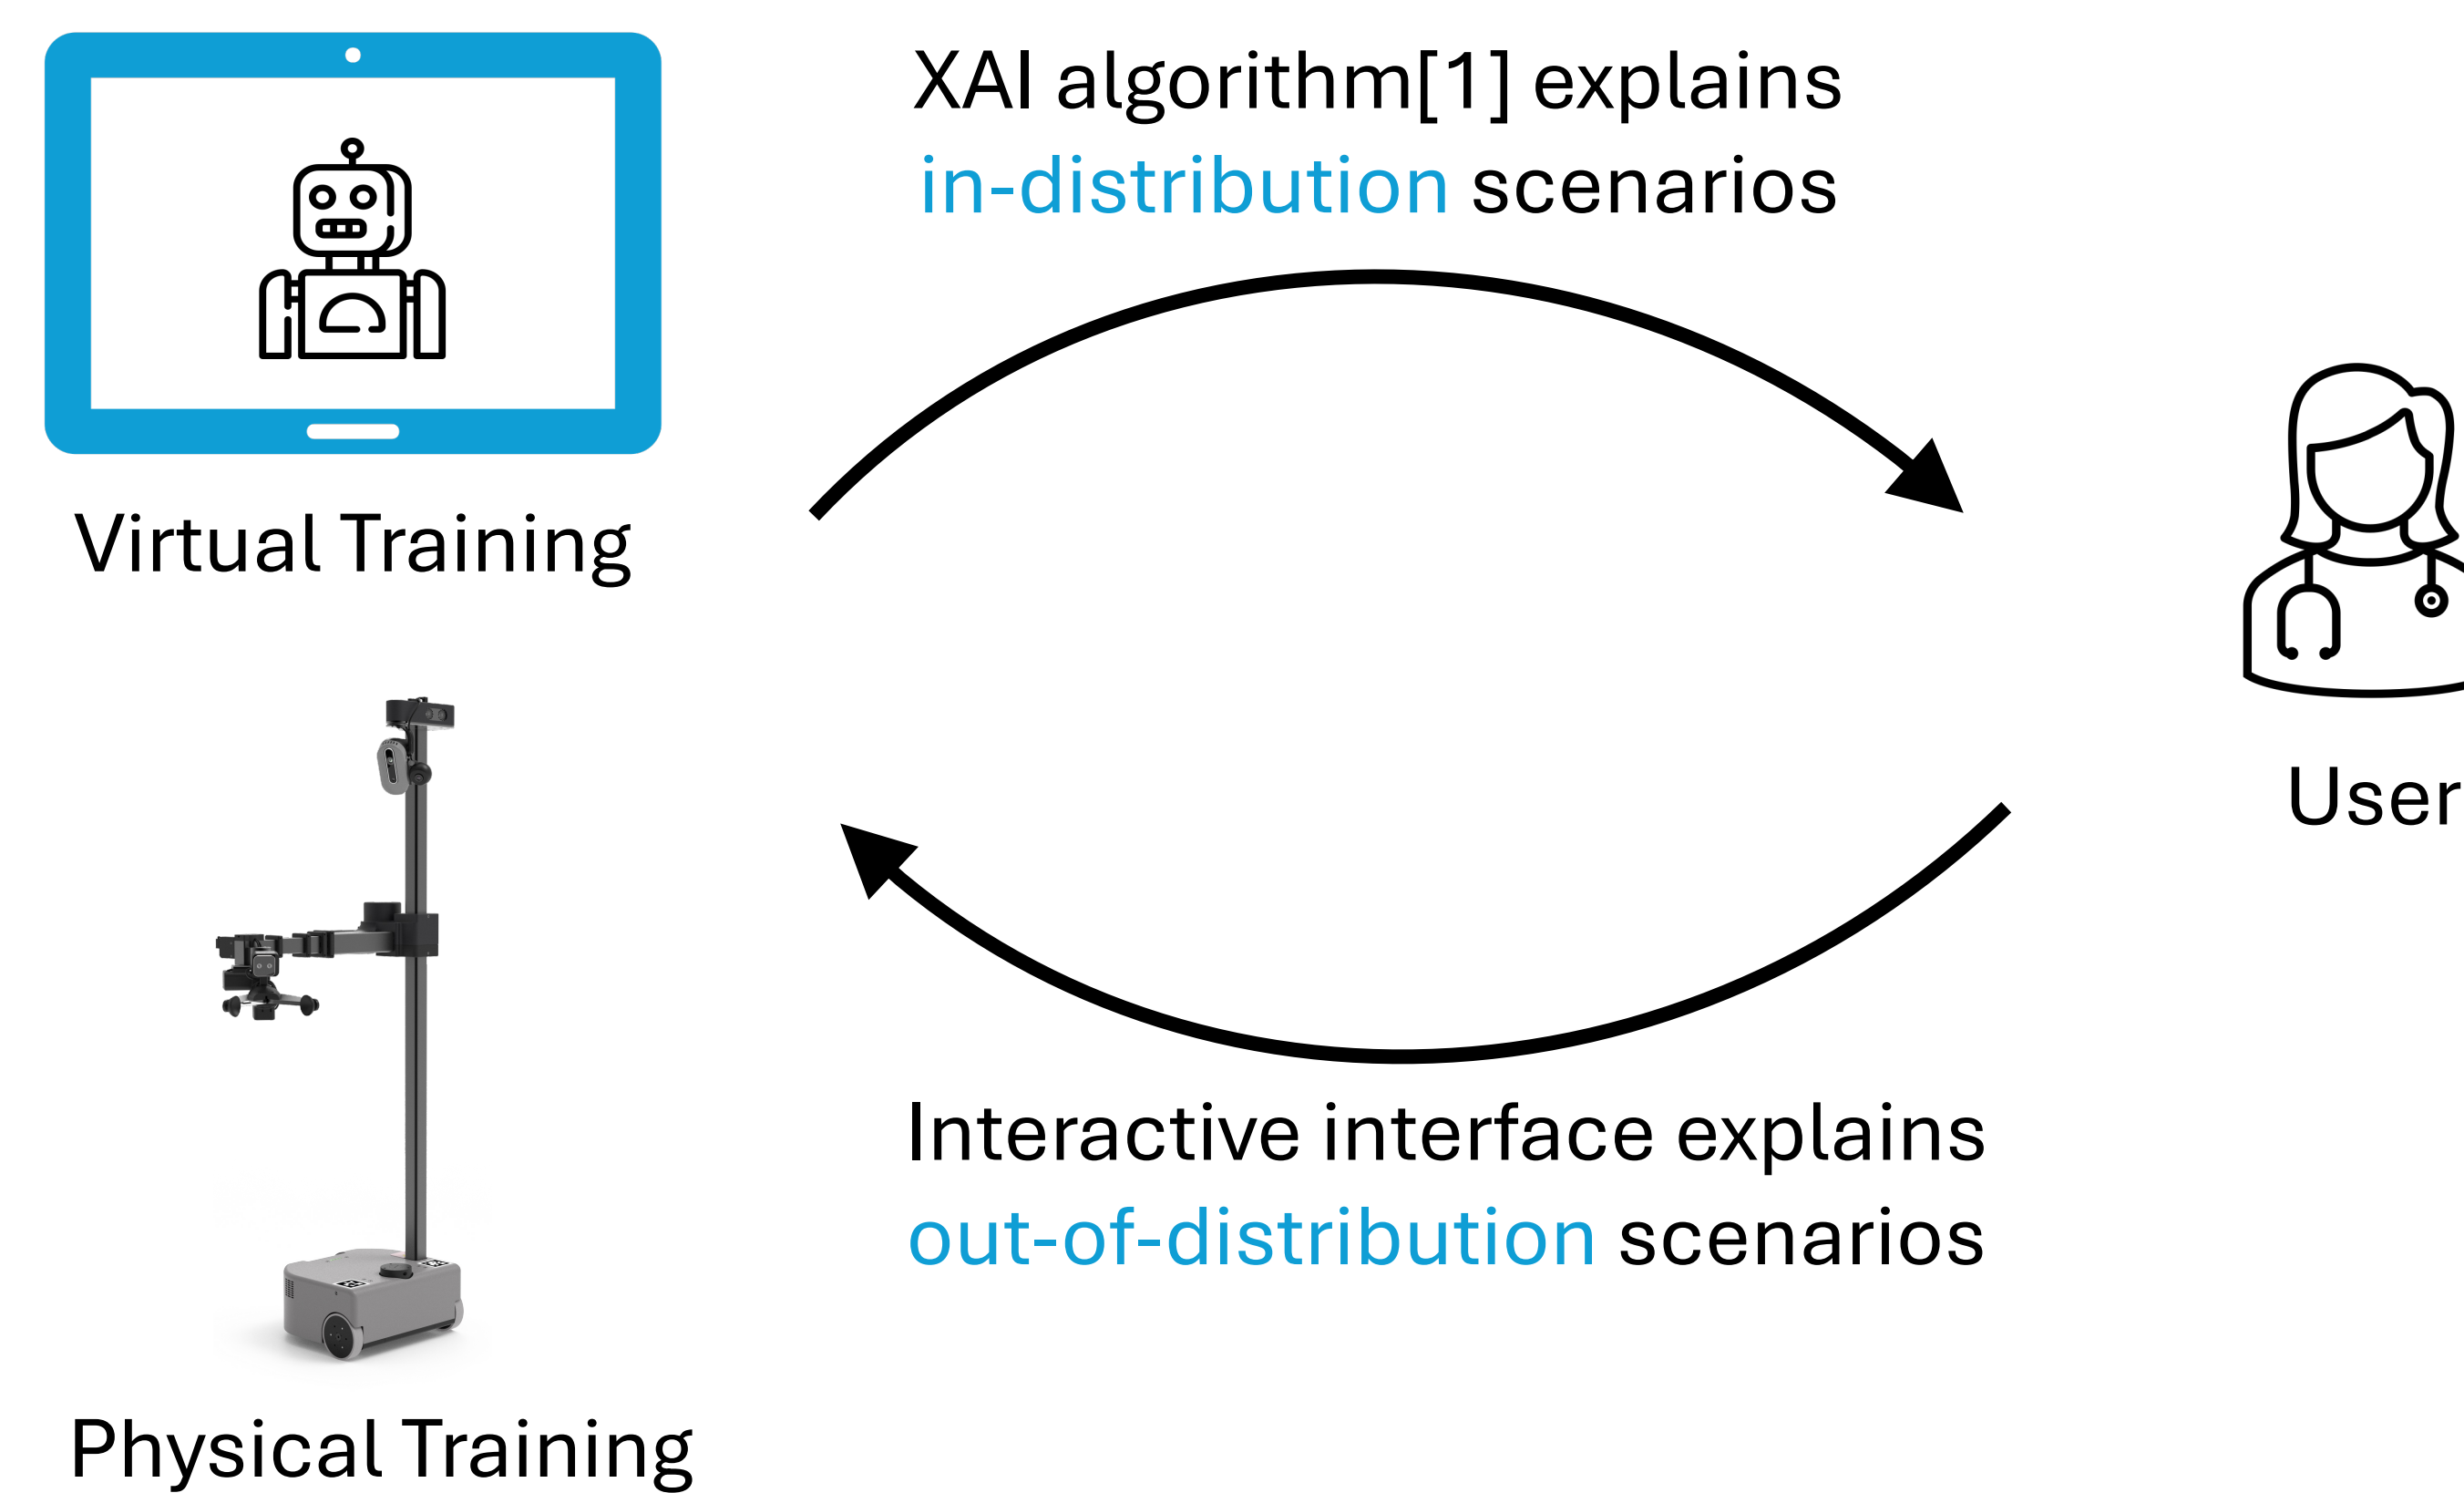 XAI algorithm[1] explains
in-distribution scenarios
Virtual Training
User
Interactive interface explains
out-of-distribution scenarios
Physical Training